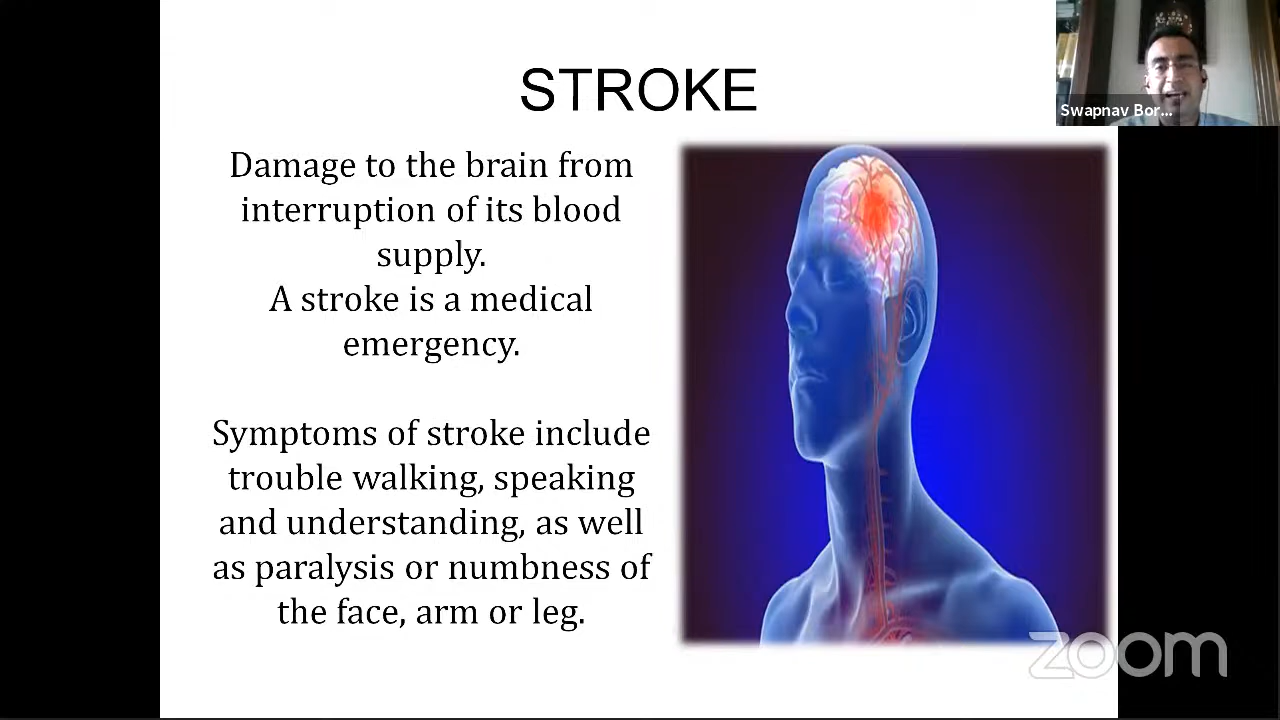 STROKE
Swapnav Bor...
Damage to the brain from
interruption of its blood
supply.
A stroke is a medical
emergency.
Symptoms of stroke include
trouble walking, speaking
and understanding, as well
as paralysis or numbness of
the face, arm or leg.
zoom